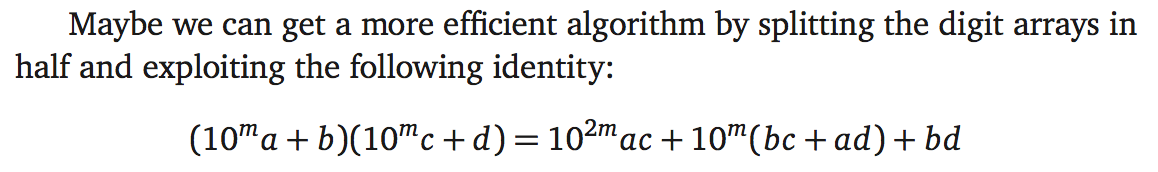 Maybe we can get a more efficient algorithm by splitting the digit arrays in
half and exploiting the following identity:
(10^m a + b)(10^m c + d) = 10^{2m} ac + 10^m (bc + ad) + bd